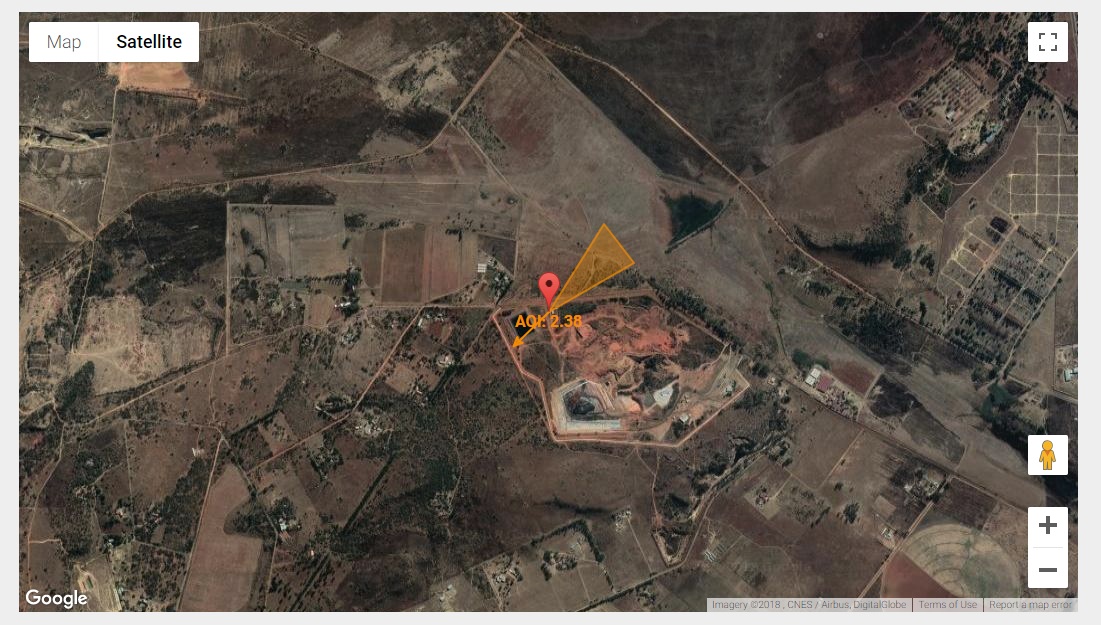 Map Satellite
AQI: 2.38
Google
Imagery ©2018 , CNES / Airbus, DigitalGlobe Terms of Use Report a map error